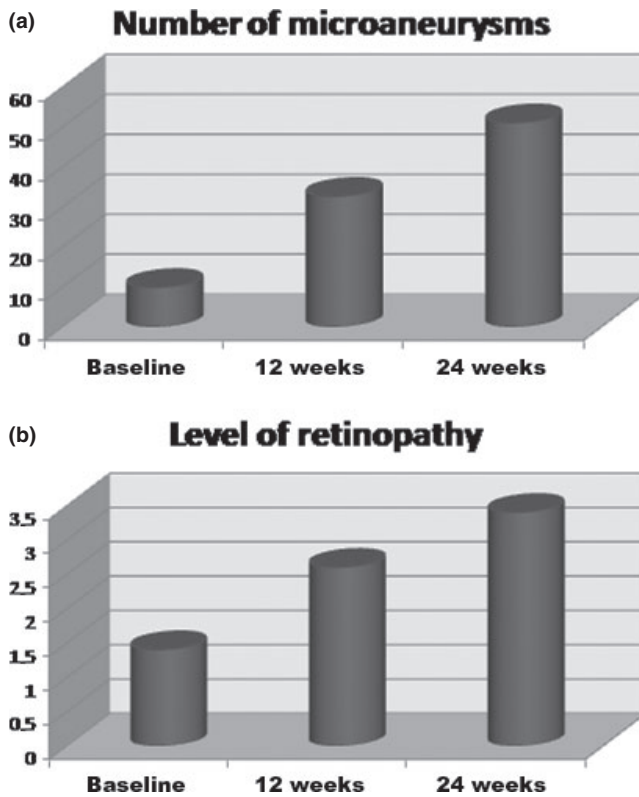 (a)
Number of microaneurysms
60
50
40
30
20
10
0
Baseline 12 weeks 24 weeks
(b)
Level of retinopathy
3.5
3
2.5
2
1.5
1
0.5
0
Baseline 12 weeks 24 weeks